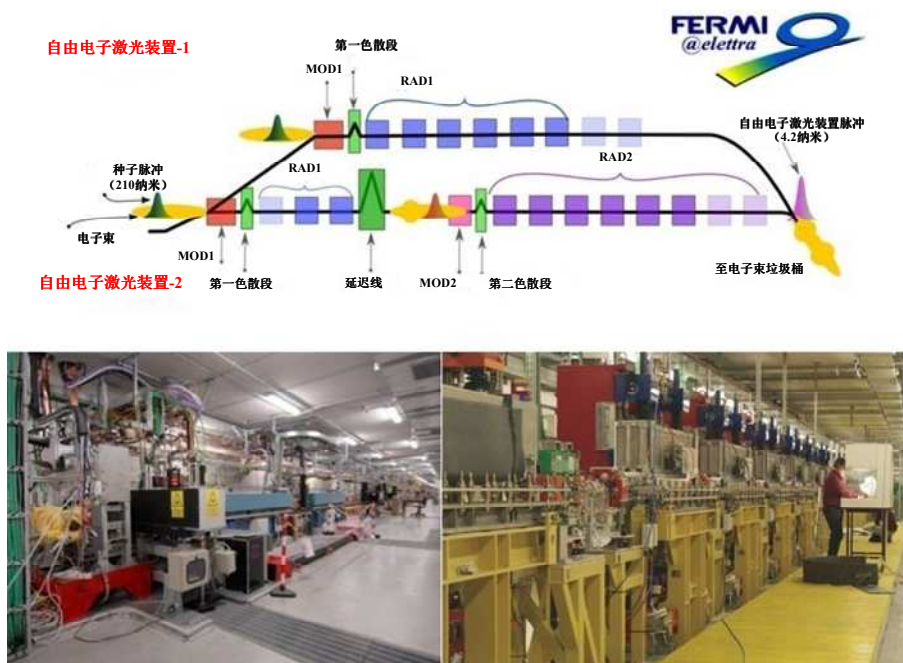 FERMI
@elettra
自由电子激光装置-1
第一色散段
MOD1
RAD1
自由电子激光装置脉冲
（4.2纳米）
RAD2
种子脉冲
（210纳米）
RAD1
电子束
MOD1
至电子束垃圾桶
自由电子激光装置-2
第一色散段
延迟线
MOD2
第二色散段